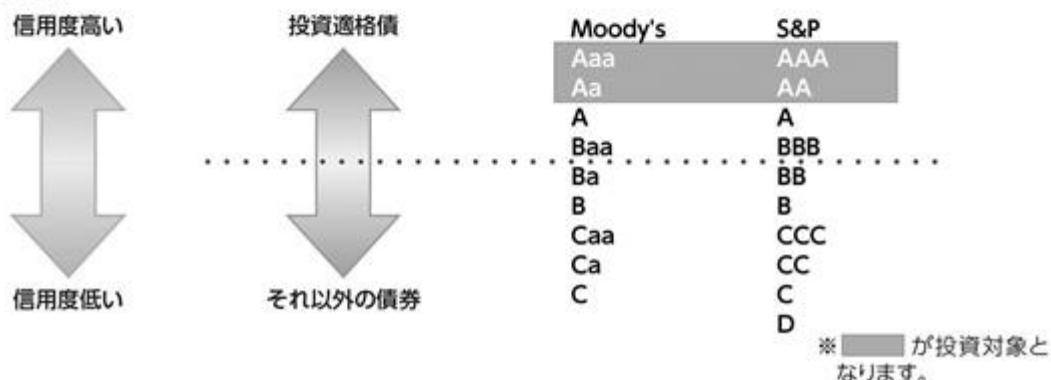 信用度高い 投資適格債 Moody's S&P
Aaa AAA
Aa AA
A A
Baa BBB
Ba BB
B B
Caa CCC
Ca CC
信用度低い それ以外の債券 C C
D
※ が投資対象と
なります。